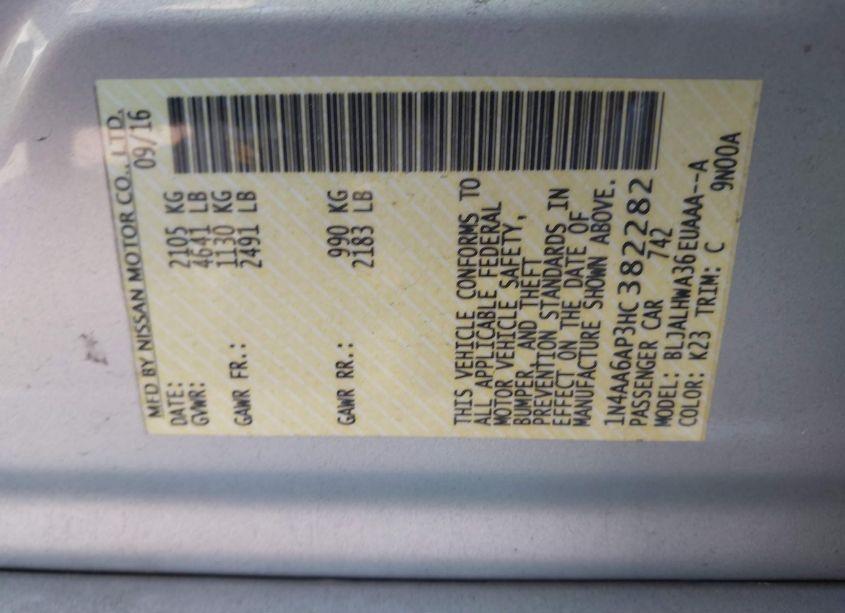 MFD BY NISSAN MOTOR CO., LTD.
DATE: 09/16
GVWR: 2105 KG
4641 LB
GAWR FR.: 1130 KG
2491 LB
GAWR RR.: 990 KG
2183 LB
THIS VEHICLE CONFORMS TO
ALL APPLICABLE FEDERAL
MOTOR VEHICLE SAFETY,
BUMPER, AND THEFT
PREVENTION STANDARDS IN
EFFECT ON THE DATE OF
MANUFACTURE SHOWN ABOVE.
1N4AA6AP3HC382282
PASSENGER CAR 742
MODEL: BLJALHWA36EUAAA--A
COLOR: K23 TRIM: C 9N00A